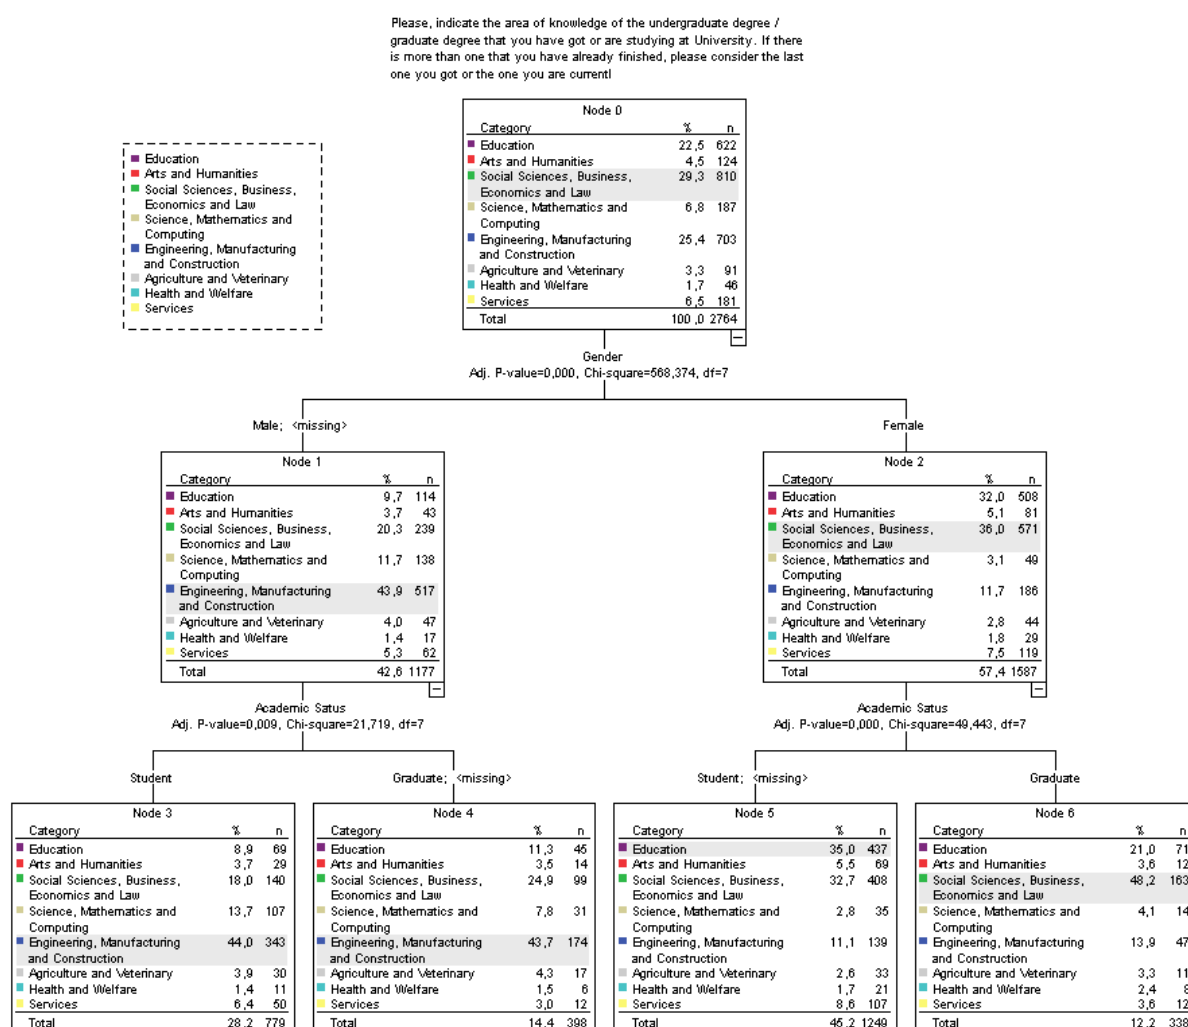 Please, indicate the area of knowledge of the undergraduate degree /
graduate degree that you have got or are studying at University. If there
is more than one that you have already finished, please consider the last
one you got or the one you are currentl
Education
Arts and Humanities
Social Sciences, Business,
Economics and Law
Science, Mathematics and
Computing
Engineering, Manufacturing
and Construction
Agriculture and Veterinary
Health and Welfare
Services
Node 0
Category % n
Education 22,5 622
Arts and Humanities 4,5 124
Social Sciences, Business, 29,3 810
Economics and Law
Science, Mathematics and 6,8 187
Computing
Engineering, Manufacturing 25,4 703
and Construction
Agriculture and Veterinary 3,3 91
Health and Welfare 1,7 46
Services 6,5 181
Total 100,0 2764
Gender
Adj. P-value=0,000, Chi-square=568,374, df=7
Male; <missing>
Female
Node 1
Category % n
Education 9,7 114
Arts and Humanities 3,7 43
Social Sciences, Business, 20,3 239
Economics and Law
Science, Mathematics and 11,7 138
Computing
Engineering, Manufacturing 43,9 517
and Construction
Agriculture and Veterinary 4,0 47
Health and Welfare 1,4 17
Services 5,3 62
Total 42,6 1177
Node 2
Category % n
Education 32,0 508
Arts and Humanities 5,1 81
Social Sciences, Business, 36,0 571
Economics and Law
Science, Mathematics and 3,1 49
Computing
Engineering, Manufacturing 11,7 186
and Construction
Agriculture and Veterinary 2,8 44
Health and Welfare 1,8 29
Services 7,5 119
Total 57,4 1587
Academic Satus
Adj. P-value=0,009, Chi-square=21,719, df=7
Academic Satus
Adj. P-value=0,000, Chi-square=49,443, df=7
Student
Graduate; <missing>
Student; <missing>
Graduate
Node 3
Category % n
Education 8,9 69
Arts and Humanities 3,7 29
Social Sciences, Business, 18,0 140
Economics and Law
Science, Mathematics and 13,7 107
Computing
Engineering, Manufacturing 44,0 343
and Construction
Agriculture and Veterinary 3,9 30
Health and Welfare 1,4 11
Services 6,4 50
Total 28,2 779
Node 4
Category % n
Education 11,3 45
Arts and Humanities 3,5 14
Social Sciences, Business, 24,9 99
Economics and Law
Science, Mathematics and 7,8 31
Computing
Engineering, Manufacturing 43,7 174
and Construction
Agriculture and Veterinary 4,3 17
Health and Welfare 1,5 6
Services 3,0 12
Total 14,4 398
Node 5
Category % n
Education 35,0 437
Arts and Humanities 5,5 69
Social Sciences, Business, 32,7 408
Economics and Law
Science, Mathematics and 2,8 35
Computing
Engineering, Manufacturing 11,1 139
and Construction
Agriculture and Veterinary 2,6 33
Health and Welfare 1,7 21
Services 8,6 107
Total 45,2 1249
Node 6
Category % n
Education 21,0 71
Arts and Humanities 3,6 12
Social Sciences, Business, 48,2 163
Economics and Law
Science, Mathematics and 4,1 14
Computing
Engineering, Manufacturing 13,9 47
and Construction
Agriculture and Veterinary 3,3 11
Health and Welfare 2,4 8
Services 3,6 12
Total 12,2 338